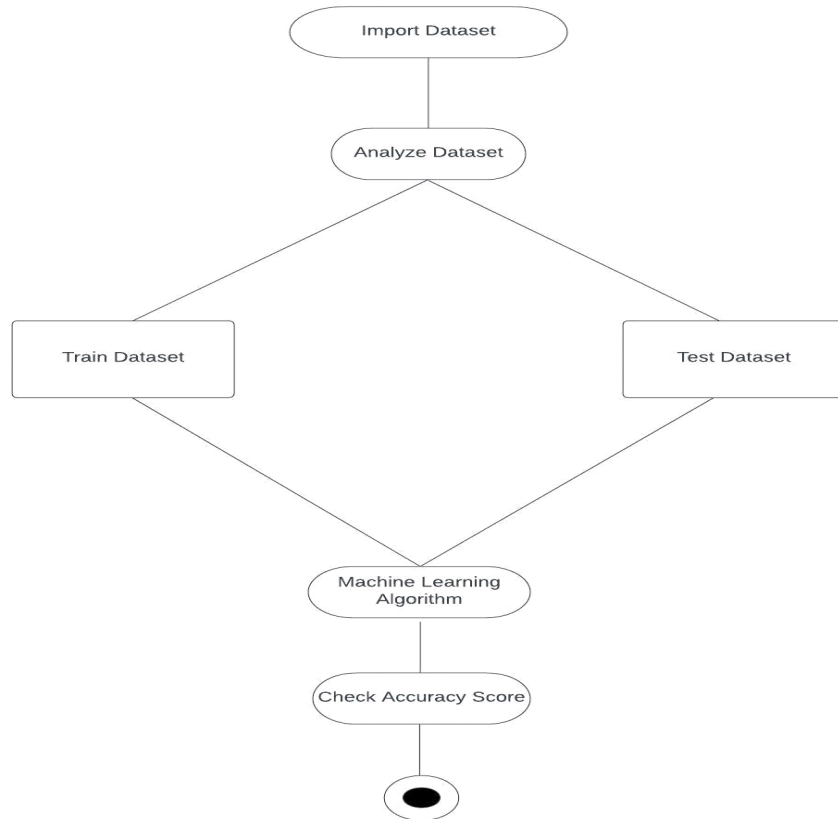 Import Dataset
Analyze Dataset
Train Dataset
Test Dataset
Machine Learning
Algorithm
Check Accuracy Score